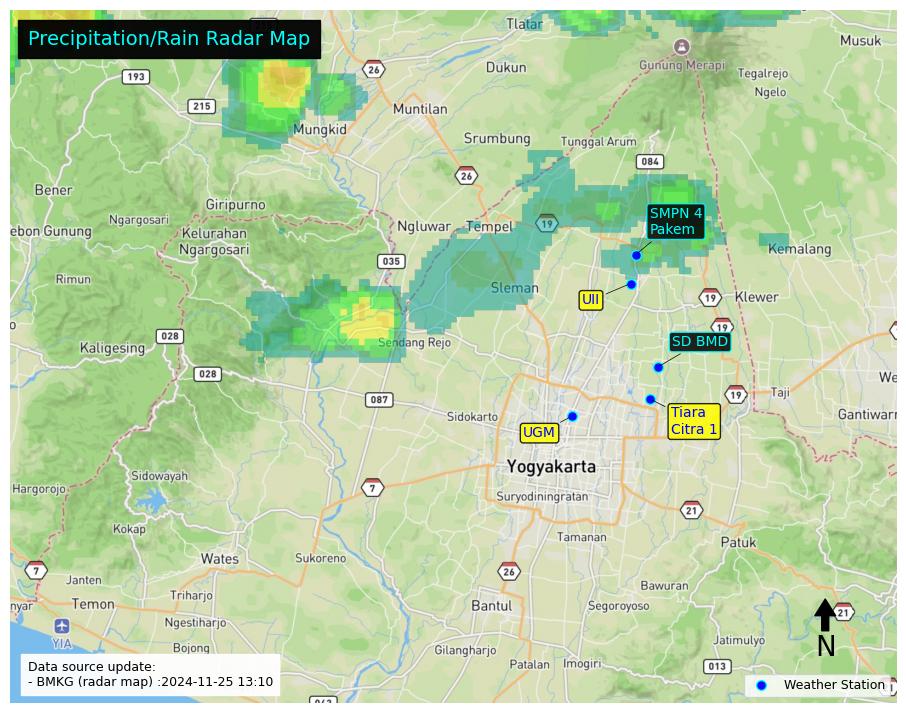 Tlatar
Musuk
Precipitation/Rain Radar Map
Gunung Merapi
193
26
Dukun
Tegalrejo
Ngelo
215
Muntilan
Mungkid
Srumbung
Tunggal Arum
084
26
Bener
Giripurno
SMPN 4
Pakem
Ngargosari
Kelurahan
Ngargosari
ebon Gunung
Ngluwar
Tempel
19
Kemalang
035
Rimun
Sleman
UII
19
Klewer
19
028
Kaligesing
Sendang Rejo
SD BMD
028
We
087
19
Taji
Sidokarto
Tiara
Citra 1
Gantiwarn
UGM
Yogyakarta
Sidowayah
7
Hargorojo
Suryodiningratan
21
Kokap
Tamanan
Patuk
Wates
Sukoreno
7
26
Janten
Bawuran
Triharjo
nyar
Temon
Bantul
Segoroyoso
21
Ngestiharjo
YIA
N
Bojong
Gilangharjo
Jatimulyo
Patalan
Imogiri
013
Data source update:
- BMKG (radar map) :2024-11-25 13:10
Weather Station